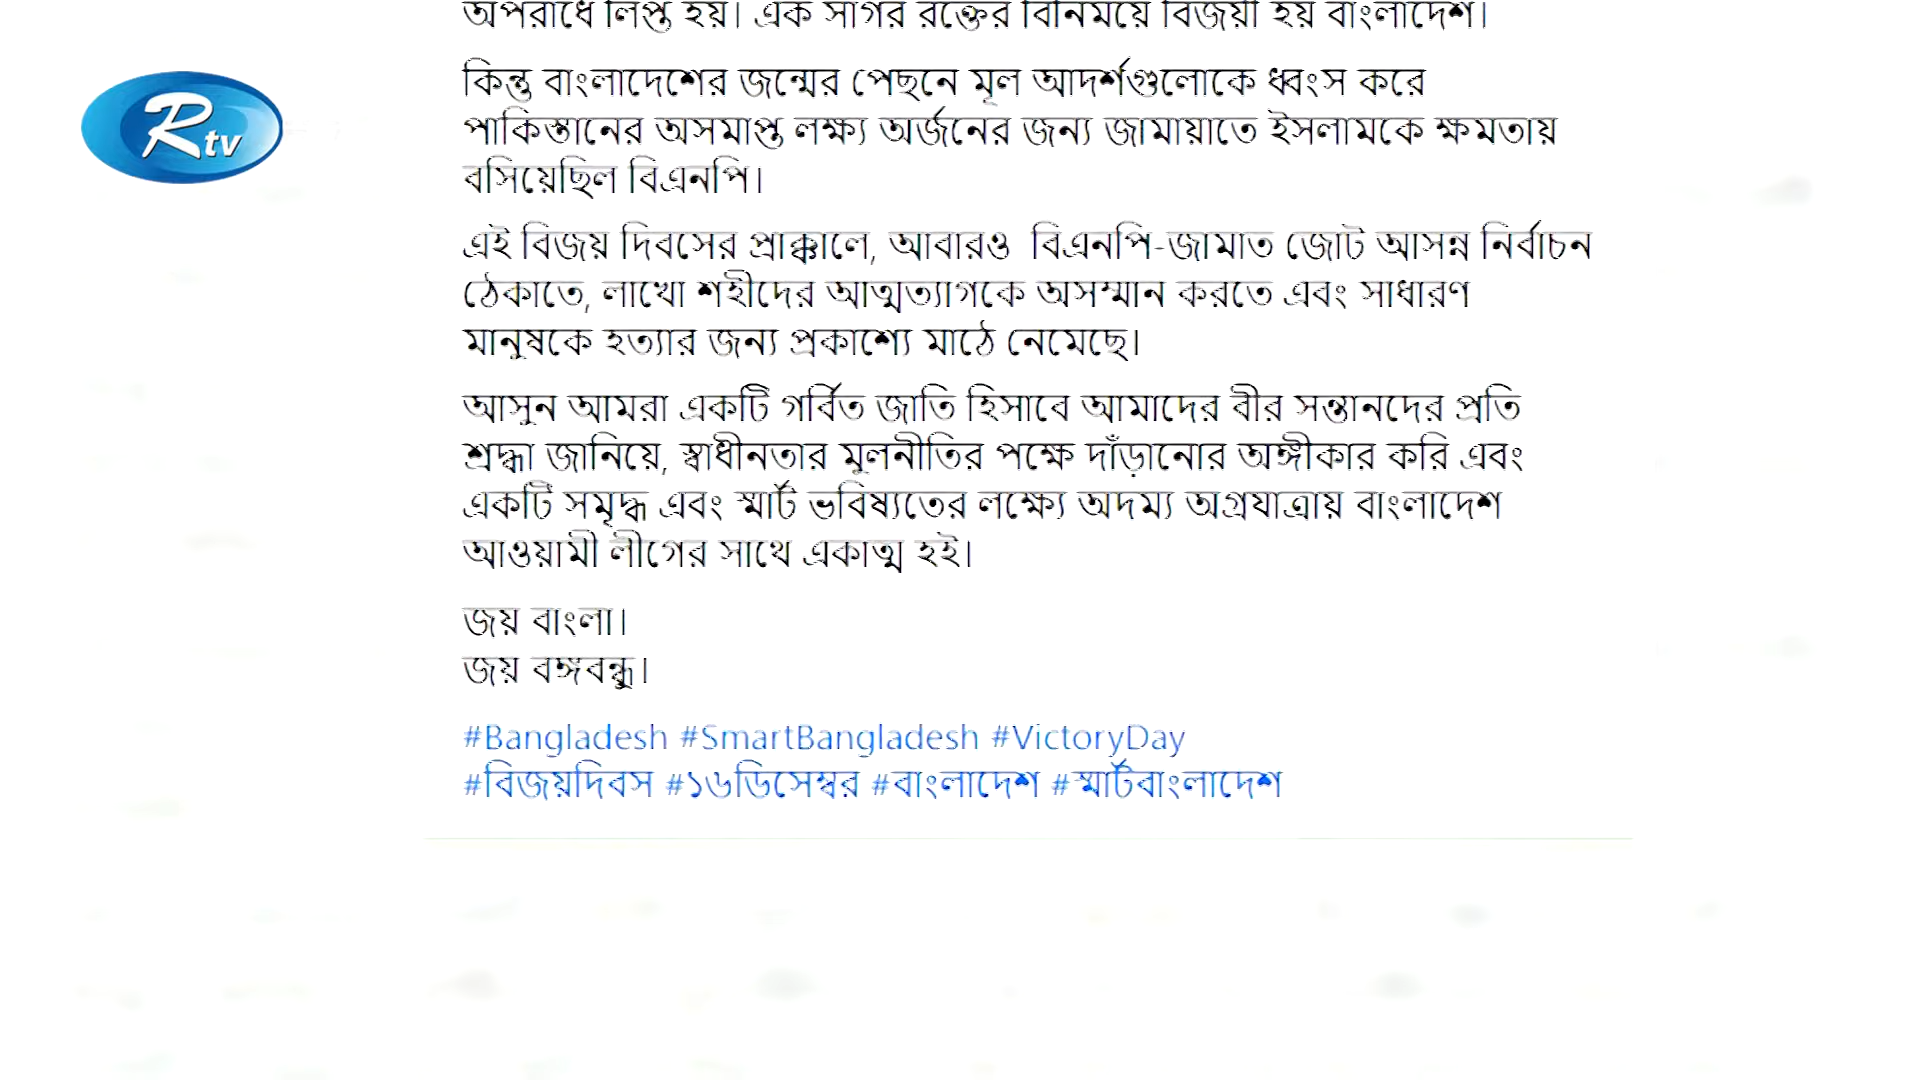 অপরাধে লিপ্ত হয়। এক সাগর রক্তের বিনিময়ে বিজয়ী হয় বাংলাদেশ।
Rtv
কিন্তু বাংলাদেশের জন্মের পেছনে মূল আদর্শগুলোকে ধ্বংস করে
পাকিস্তানের অসমাপ্ত লক্ষ্য অর্জনের জন্য জামায়াতে ইসলামকে ক্ষমতায়
বসিয়েছিল বিএনপি।
এই বিজয় দিবসের প্রাক্কালে, আবারও বিএনপি-জামাত জোট আসন্ন নির্বাচন
ঠেকাতে, লাখো শহীদের আত্মত্যাগকে অসম্মান করতে এবং সাধারণ
মানুষকে হত্যার জন্য প্রকাশ্যে মাঠে নেমেছে।
আসুন আমরা একটি গর্বিত জাতি হিসাবে আমাদের বীর সন্তানদের প্রতি
শ্রদ্ধা জানিয়ে, স্বাধীনতার মূলনীতির পক্ষে দাঁড়ানোর অঙ্গীকার করি এবং
একটি সমৃদ্ধ এবং স্মার্ট ভবিষ্যতের লক্ষ্যে অদম্য অগ্রযাত্রায় বাংলাদেশ
আওয়ামী লীগের সাথে একাত্ম হই।
জয় বাংলা।
জয় বঙ্গবন্ধু।
#Bangladesh #SmartBangladesh #VictoryDay
#বিজয়দিবস #১৬ডিসেম্বর #বাংলাদেশ #স্মার্টবাংলাদেশ